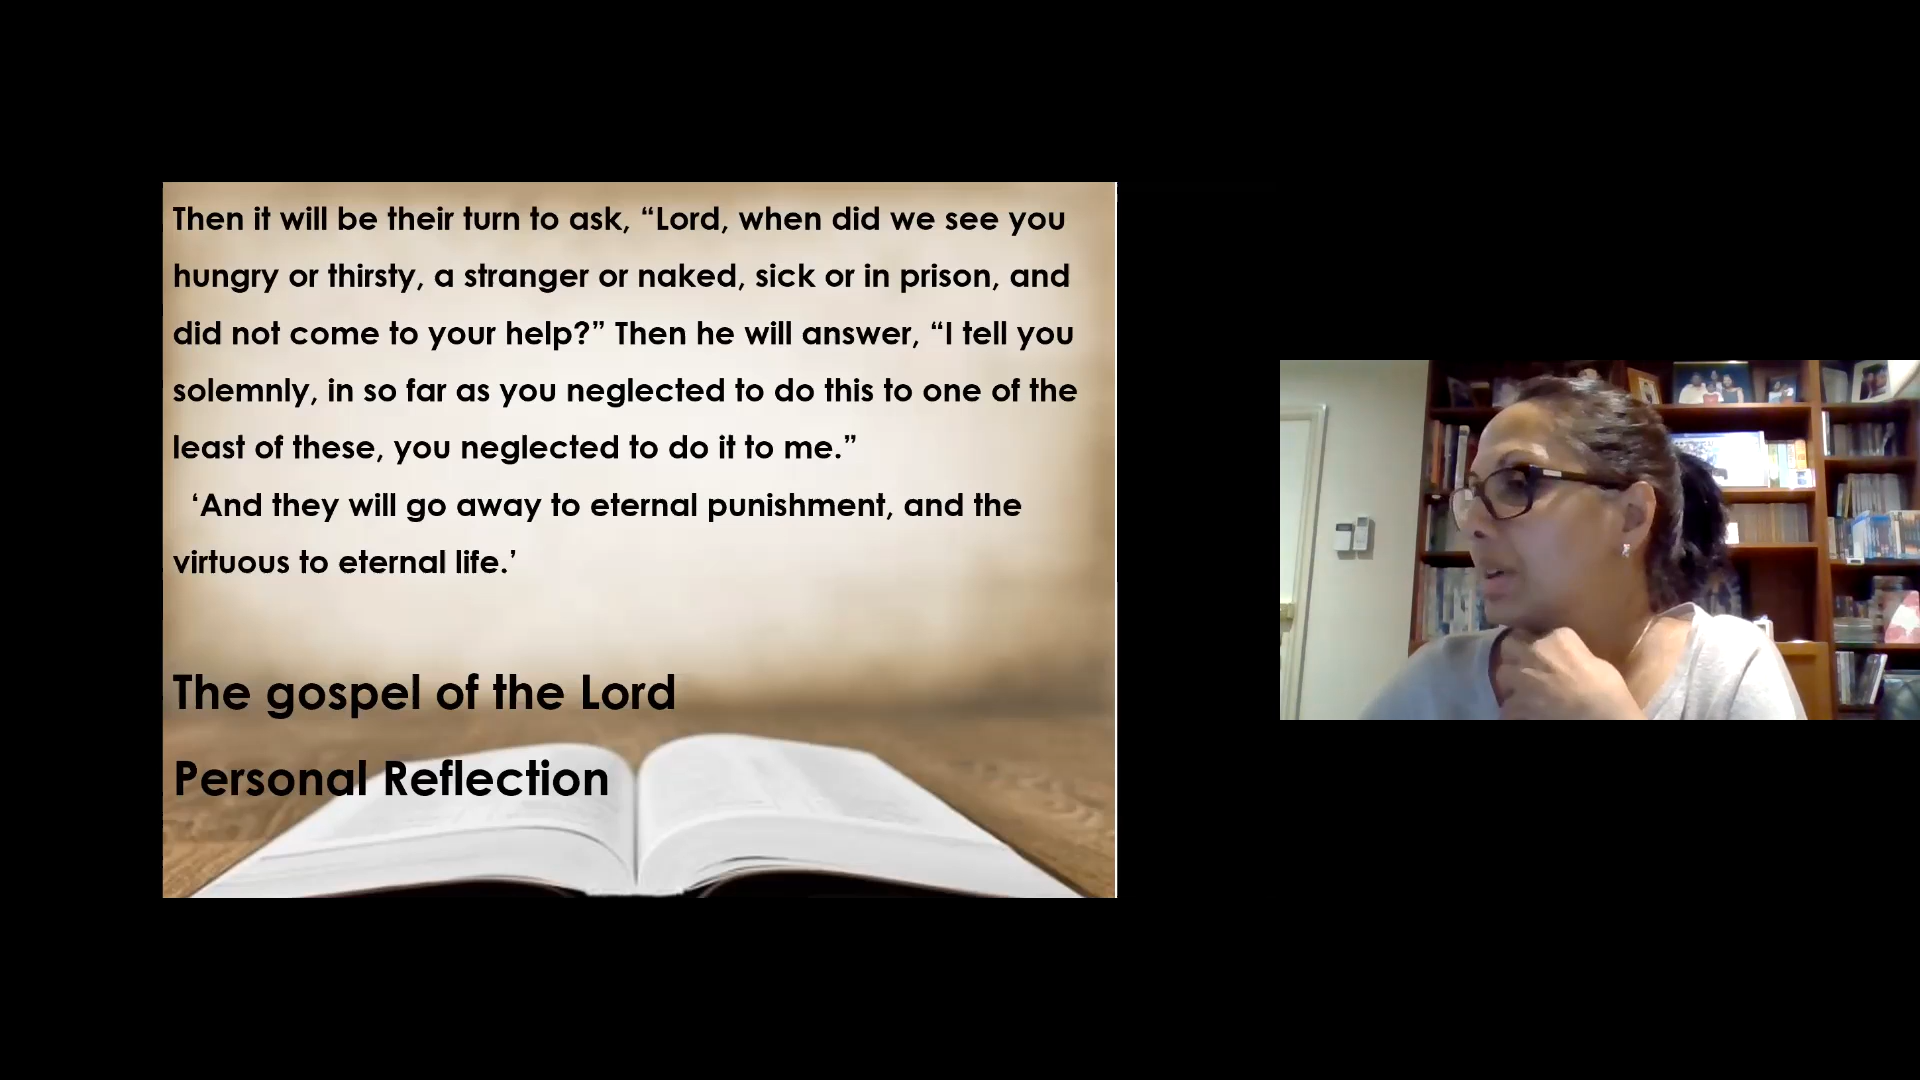 Then it will be their turn to ask, “Lord, when did we see you
hungry or thirsty, a stranger or naked, sick or in prison, and
did not come to your help?” Then he will answer, “I tell you
solemnly, in so far as you neglected to do this to one of the
least of these, you neglected to do it to me.”
‘And they will go away to eternal punishment, and the
virtuous to eternal life.’
The gospel of the Lord
Personal Reflection